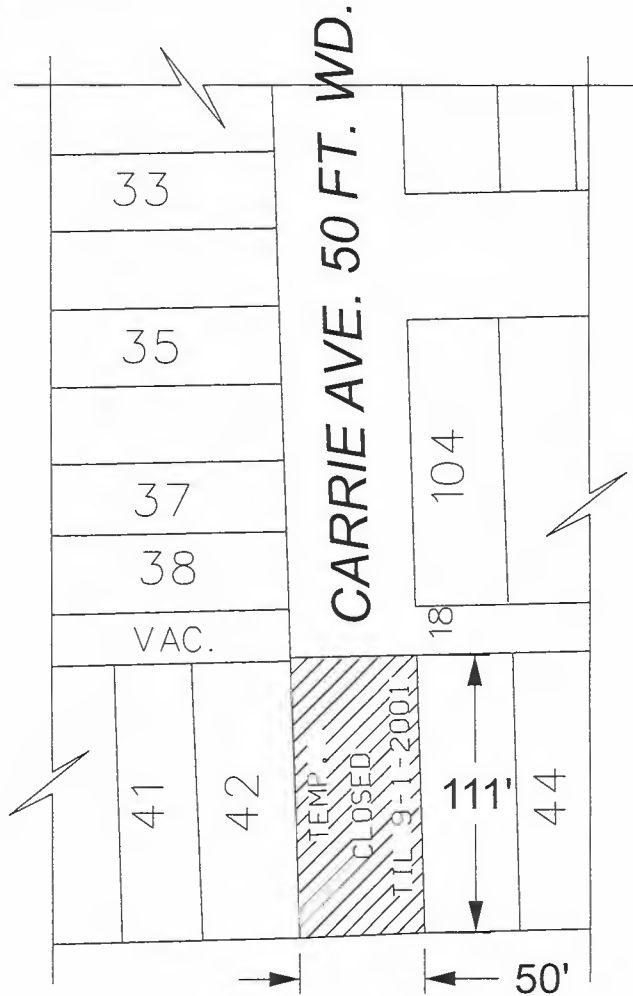 CARRIE AVE. 50 FT. WD.
33
35
37
38
VAC.
104
18
41
42
TEMP.
CLOSED
TIL 9-1-2001
111'
44
50'